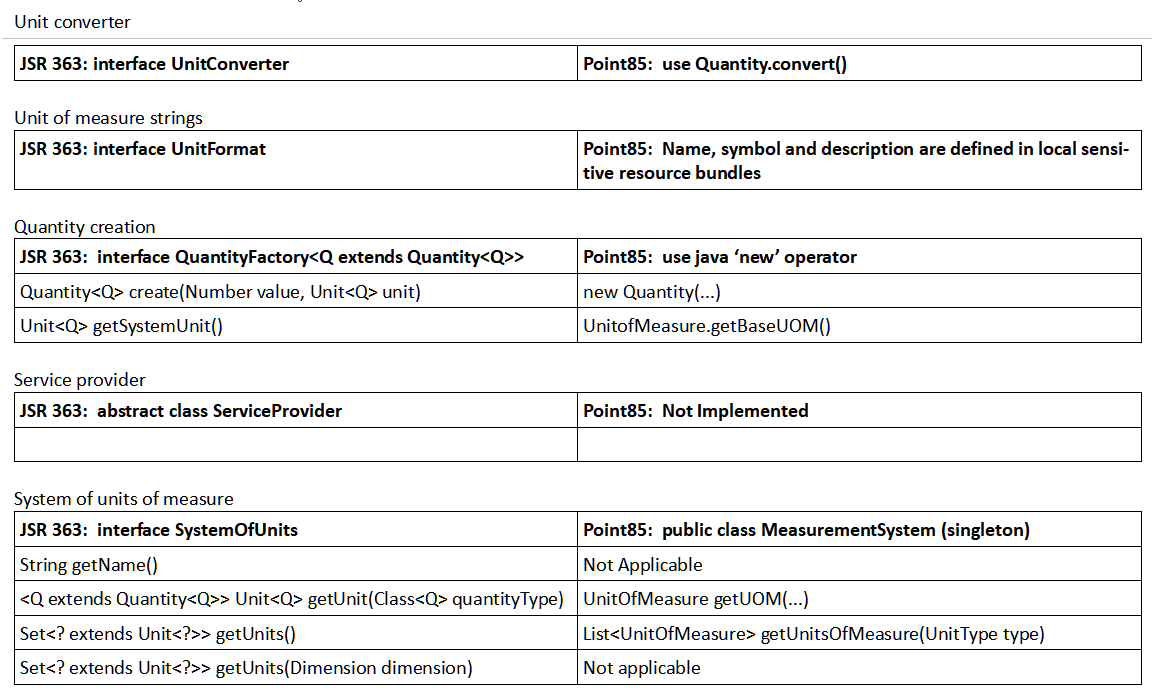 Unit converter
JSR 363: interface UnitConverter
Point85:  use Quantity.convert()
Unit of measure strings
JSR 363: interface UnitFormat
Point85:  Name, symbol and description are defined in local sensi-
tive resource bundles
Quantity creation
JSR 363:  interface QuantityFactory<Q extends Quantity<Q>>
Point85:  use java ‘new’ operator
Quantity<Q> create(Number value, Unit<Q> unit)
new Quantity(...)
Unit<Q> getSystemUnit()
UnitofMeasure.getBaseUOM()
Service provider
JSR 363:  abstract class ServiceProvider
Point85:  Not Implemented
System of units of measure
JSR 363:  interface SystemOfUnits
Point85:  public class MeasurementSystem (singleton)
String getName()
Not Applicable
<Q extends Quantity<Q>> Unit<Q> getUnit(Class<Q> quantityType)
UnitOfMeasure getUOM(...)
Set<? extends Unit<?>> getUnits()
List<UnitOfMeasure> getUnitsOfMeasure(UnitType type)
Set<? extends Unit<?>> getUnits(Dimension dimension)
Not applicable